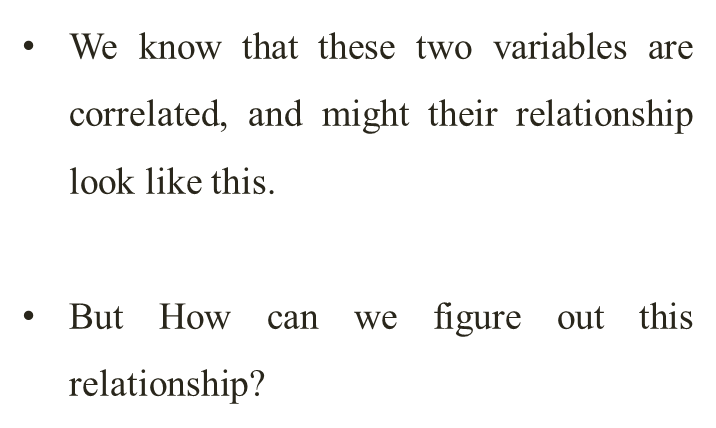 • We know that these two variables are
correlated, and might their relationship
look like this.
• But How can we figure out this
relationship?